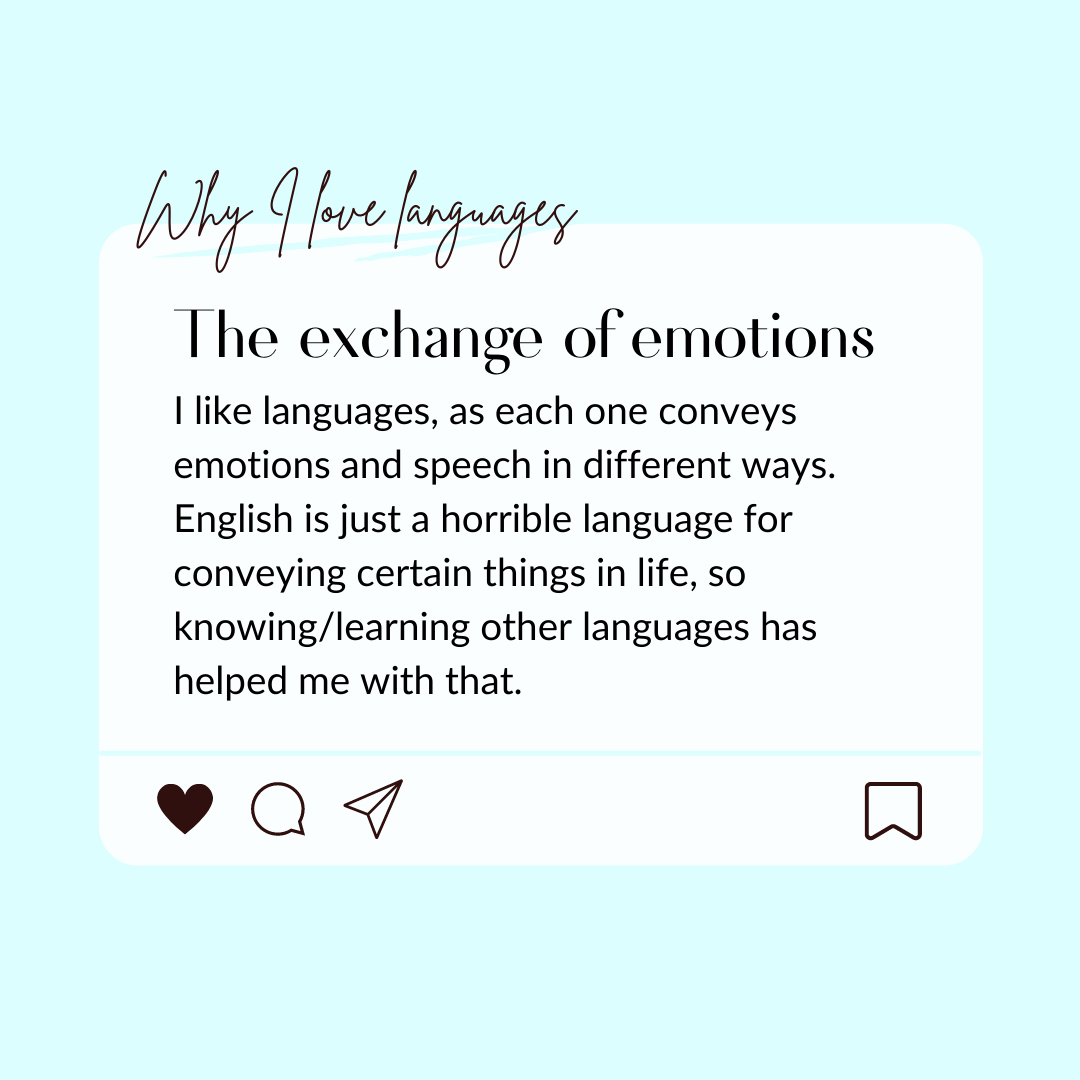 Why I love languages
The exchange of emotions
I like languages, as each one conveys
emotions and speech in different ways.
English is just a horrible language for
conveying certain things in life, so
knowing/learning other languages has
helped me with that.